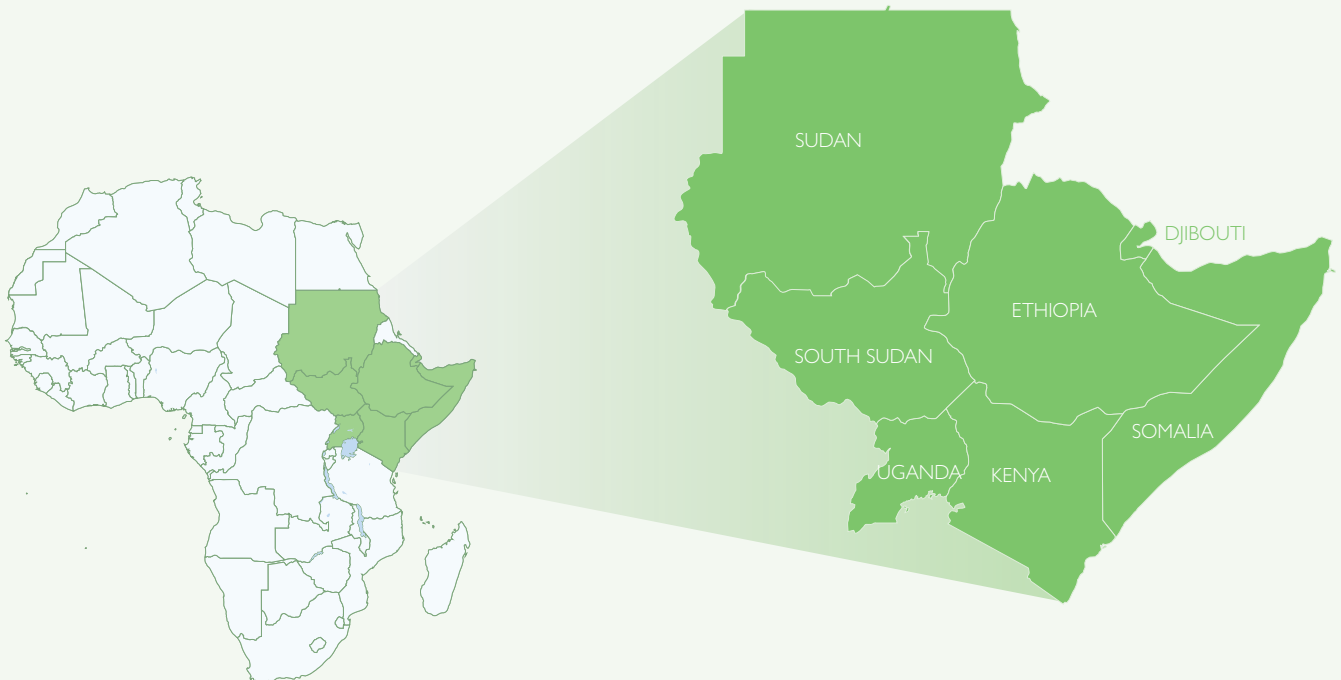 SUDAN
DJIBOUTI
ETHIOPIA
SOUTH SUDAN
SOMALIA
UGANDA
KENYA